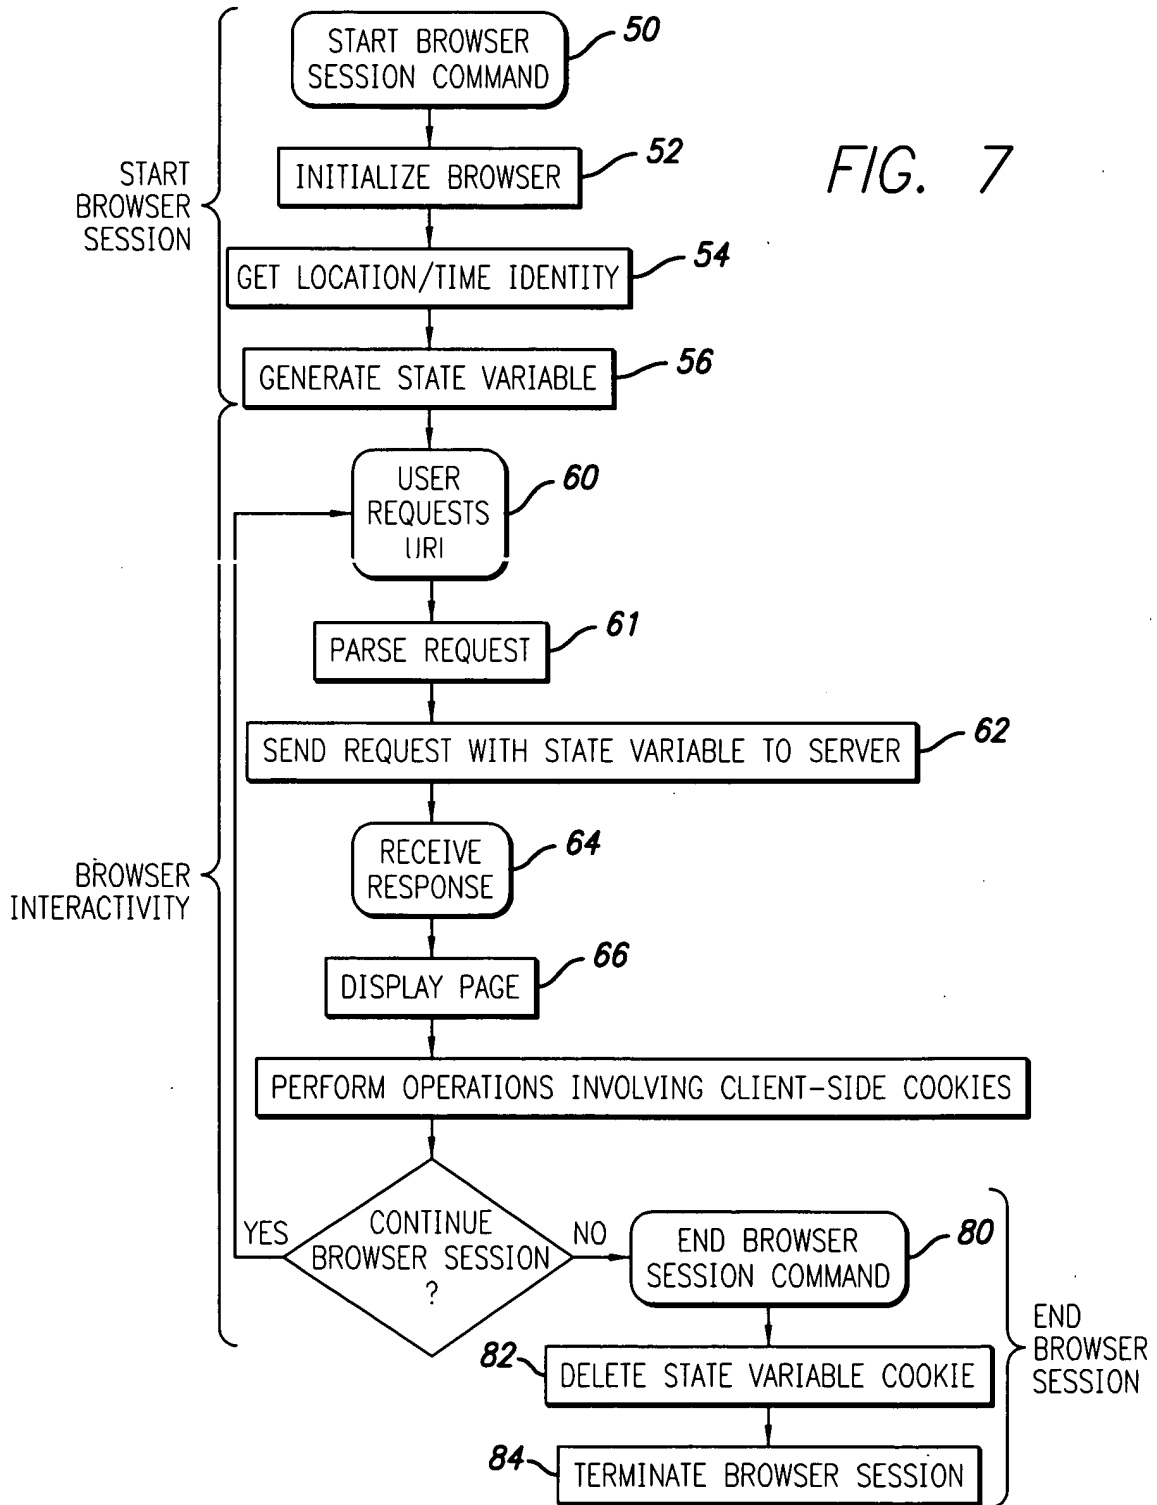 START BROWSER
SESSION COMMAND
50
INITIALIZE BROWSER
52
FIG. 7
START
BROWSER
SESSION
GET LOCATION/TIME IDENTITY
54
GENERATE STATE VARIABLE
56
USER
REQUESTS
URI
60
PARSE REQUEST
61
SEND REQUEST WITH STATE VARIABLE TO SERVER
62
RECEIVE
RESPONSE
64
BROWSER
INTERACTIVITY
DISPLAY PAGE
66
PERFORM OPERATIONS INVOLVING CLIENT-SIDE COOKIES
YES
CONTINUE
BROWSER SESSION
?
NO
END BROWSER
SESSION COMMAND
80
END
BROWSER
SESSION
82
DELETE STATE VARIABLE COOKIE
84
TERMINATE BROWSER SESSION